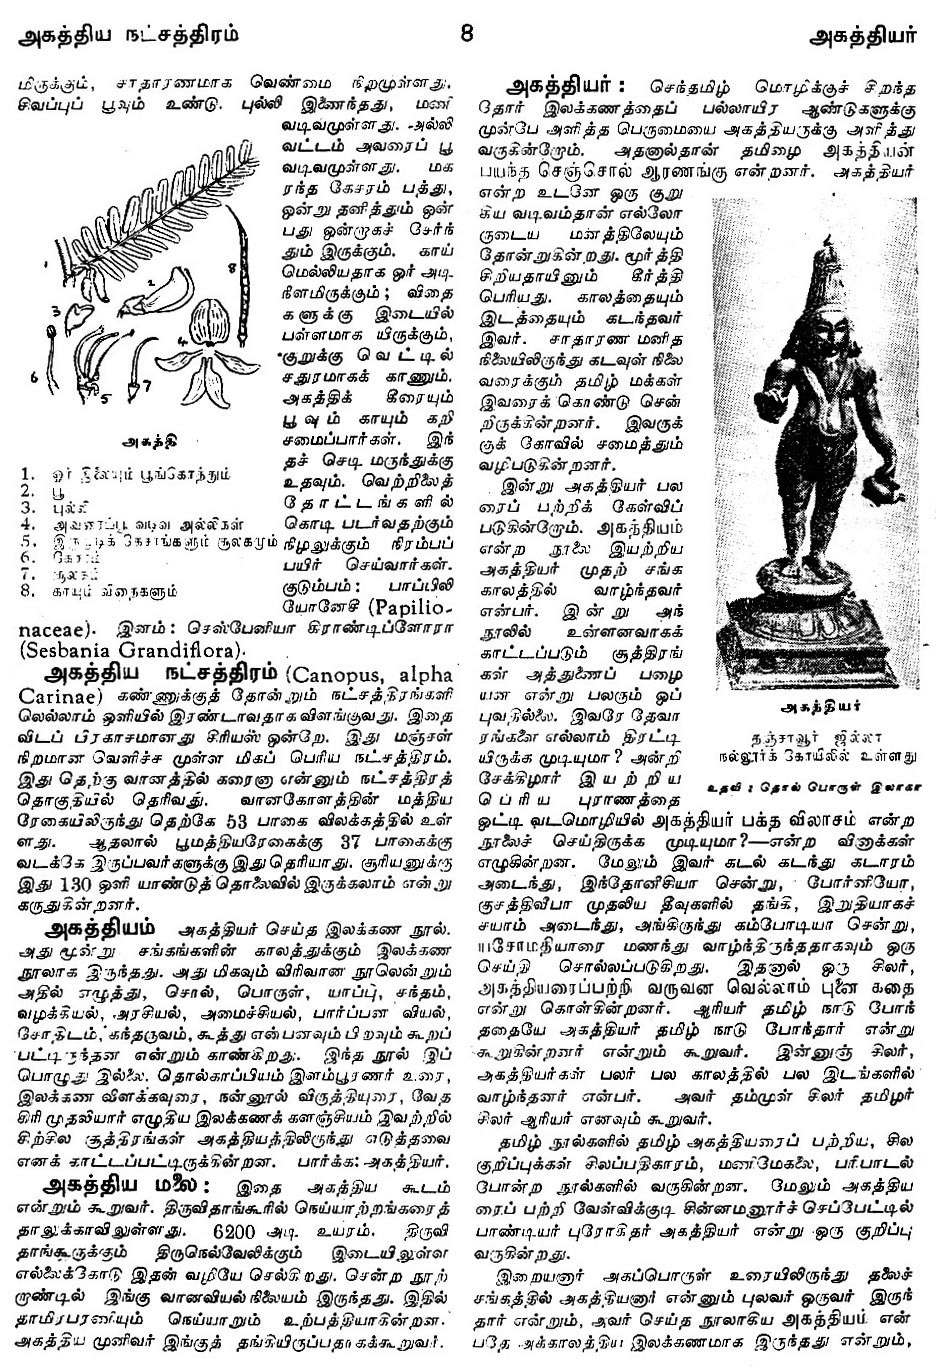 அகத்திய நட்சத்திரம்
8
அகத்தியர்
மிருக்கும், சாதாரணமாக வெண்மை நிறமுள்ளது.
சிவப்புப் பூவும் உண்டு. புல்லி இணைந்தது, மணி
வடிவமுள்ளது. அல்லி
வட்டம் அவரைப் பூ
வடிவமுள்ளது. மக
ரந்த கேசரம் பத்து,
ஒன்று தனித்தும் ஒன்
பது ஒன்றாகச் சேர்ந்
தும் இருக்கும். காய்
மெல்லியதாக ஓர் அடி
நீளமிருக்கும்; விதை
களுக்கு இடையில்
பள்ளமாக யிருக்கும்,
குறுக்கு வெட்டில்
சதுரமாகக் காணும்.
அகத்திக் கீரையும்
பூவும் காயும் கறி
சமைப்பார்கள். இந்
தச் செடி மருந்துக்கு
உதவும். வெற்றிலைத்
தோட்டங்களில்
கொடி படர்வதற்கும்
நிழலுக்கும் நிரம்பப்
பயிர் செய்வார்கள்.
குடும்பம்: பாப்பிலி
யோனேசீ (Papilio-
naceae). இனம்: செஸ்பேனியா கிராண்டிப்ளோரா
(Sesbania Grandiflora).
1 2 3 4 5 6 7 8
அகத்தி
1. ஓர் இலையும் பூங்கொத்தும்
2. பூ
3. புல்லி
4. அவரைப்பூ வடிவ அல்லிகள்
5. கேசரங்களும் சூலகமும்
6. கேசரம்
7. சூலகம்
8. காயும் விதைகளும்
அகத்திய நட்சத்திரம் (Canopus, alpha
Carinae) கண்ணுக்குத் தோன்றும் நட்சத்திரங்களி
லெல்லாம் ஒளியில் இரண்டாவதாக விளங்குவது. இதை
விடப் பிரகாசமானது சிரியஸ் ஒன்றே. இது மஞ்சள்
நிறமான வெளிச்ச முள்ள மிகப் பெரிய நட்சத்திரம்.
இது தெற்கு வானத்தில் கரைனா என்னும் நட்சத்திரத்
தொகுதியில் தெரிவது. வானகோளத்தின் மத்திய
ரேகையிலிருந்து தெற்கே 53 பாகை விலக்கத்தில் உள்
ளது. ஆதலால் பூமத்தியரேகைக்கு 37 பாகைக்கு
வடக்கே இருப்பவர்களுக்கு இது தெரியாது. சூரியனுக்கு
இது 130 ஒளி யாண்டுத் தொலைவில் இருக்கலாம் என்று
கருதுகின்றனர்.
அகத்தியம் அகத்தியர் செய்த இலக்கண நூல்.
அது மூன்று சங்கங்களின் காலத்துக்கும் இலக்கண
நூலாக இருந்தது. அது மிகவும் விரிவான நூலென்றும்
அதில் எழுத்து, சொல், பொருள், யாப்பு, சந்தம்,
வழக்கியல், அரசியல், அமைச்சியல், பார்ப்பன வியல்,
சோதிடம், கந்தருவம், கூத்து என்பனவும் பிறவும் கூறப்
பட்டிருந்தன என்றும் காண்கிறது. இந்த நூல் இப்
பொழுது இல்லை. தொல்காப்பியம் இளம்பூரணர் உரை,
இலக்கண விளக்கவுரை, நன்னூல் விருத்தியுரை, வேத
கிரி முதலியார் எழுதிய இலக்கணக் களஞ்சியம் இவற்றில்
சிற்சில சூத்திரங்கள் அகத்தியத்திலிருந்து எடுத்தவை
எனக் காட்டப்பட்டிருக்கின்றன. பார்க்க: அகத்தியர்.
அகத்திய மலை: இதை அகத்திய கூடம்
என்றும் கூறுவர். திருவிதாங்கூரில் நெய்யாற்றங்கரைத்
தாலுக்காவிலுள்ளது. 6200 அடி உயரம். திருவி
தாங்கூருக்கும் திருநெல்வேலிக்கும் இடையிலுள்ள
எல்லைக்கோடு இதன் வழியே செல்கிறது. சென்ற நூற்
றாண்டில் இங்கு வானவியல் நிலையம் இருந்தது. இதில்
தாமிரபரணியும் நெய்யாறும் உற்பத்தியாகின்றன.
அகத்திய முனிவர் இங்குத் தங்கியிருப்பதாகக்கூறுவர்.
அகத்தியர்: செந்தமிழ் மொழிக்குச் சிறந்த
தோர் இலக்கணத்தைப் பல்லாயிர ஆண்டுகளுக்கு
முன்பே அளித்த பெருமையை அகத்தியருக்கு அளித்து
வருகின்றோம். அதனால்தான் தமிழை அகத்தியன்
பயந்த செஞ்சொல் ஆரணங்கு என்றனர். அகத்தியர்
என்ற உடனே ஒரு குறு
கிய வடிவம்தான் எல்லோ
ருடைய மனத்திலேயும்
தோன்றுகின்றது. மூர்த்தி
சிறியதாயினும் கீர்த்தி
பெரியது. காலத்தையும்
இடத்தையும் கடந்தவர்
இவர். சாதாரண மனித
நிலையிலிருந்து கடவுள் நிலை
வரைக்கும் தமிழ் மக்கள்
இவரைக் கொண்டு சென்
றிருக்கின்றனர். இவருக்
குக் கோவில் சமைத்தும்
வழிபடுகின்றனர்.
இன்று அகத்தியர் பல
ரைப் பற்றிக் கேள்விப்
படுகின்றோம். அகத்தியம்
என்ற நூலை இயற்றிய
அகத்தியர் முதற் சங்க
காலத்தில் வாழ்ந்தவர்
என்பர். இன்று அந்
நூலில் உள்ளனவாகக்
காட்டப்படும் சூத்திரங்
கள் அத்துணைப் பழை
யன என்று பலரும் ஒப்
புவதில்லை. இவரே தேவா
ரங்களை எல்லாம் திரட்டி
யிருக்க முடியுமா? அன்றி
சேக்கிழார் இயற்றிய
பெரிய புராணத்தை
ஒட்டி வடமொழியில் அகத்தியர் பக்த விலாசம் என்ற
நூலைச் செய்திருக்க முடியுமா?—என்ற வினாக்கள்
எழுகின்றன. மேலும் இவர் கடல் கடந்து கடாரம்
அடைந்து, இந்தோனீசியா சென்று, போர்னியோ,
குசத்தீவீபா முதலிய தீவுகளில் தங்கி, இறுதியாகச்
சயாம் அடைந்து, அங்கிருந்து கம்போடியா சென்று,
யசோமதியாரை மணந்து வாழ்ந்திருந்ததாகவும் ஒரு
செய்தி சொல்லப்படுகிறது. இதனால் ஒரு சிலர்,
அகத்தியரைப்பற்றி வருவன வெல்லாம் புனை கதை
என்று கொள்கின்றனர். ஆரியர் தமிழ் நாடு போந்
ததையே அகத்தியர் தமிழ் நாடு போந்தார் என்று
கூறுகின்றனர் என்றும் கூறுவர். இன்னுஞ் சிலர்,
அகத்தியர்கள் பலர் பல காலத்தில் பல இடங்களில்
வாழ்ந்தனர் என்பர். அவர் தம்முள் சிலர் தமிழர்
சிலர் ஆரியர் எனவும் கூறுவர்.
தமிழ் நூல்களில் தமிழ் அகத்தியரைப் பற்றிய, சில
குறிப்புக்கள் சிலப்பதிகாரம், மணிமேகலை, பரிபாடல்
போன்ற நூல்களில் வருகின்றன. மேலும் அகத்திய
ரைப் பற்றி வேள்விக்குடி சின்னமனூர்ச் செப்பேட்டில்
பாண்டியர் புரோகிதர் அகத்தியர் என்று ஒரு குறிப்பு
வருகின்றது.
இறையனார் அகப்பொருள் உரையிலிருந்து தலைச்
சங்கத்தில் அகத்தியனார் என்னும் புலவர் ஒருவர் இருந்
தார் என்றும், அவர் செய்த நூலாகிய அகத்தியம் என்
பதே அக்காலத்திய இலக்கணமாக இருந்தது என்றும்,
அகத்தியர்
தஞ்சாவூர் ஜில்லா
நல்லூர்க் கோயிலில் உள்ளது
உதவி: தொல் பொருள் இலாகா